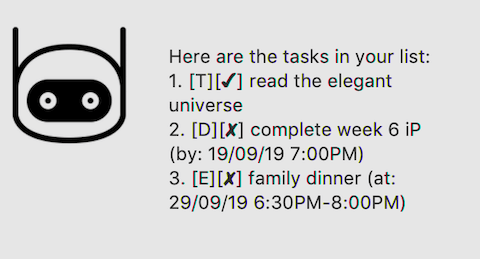 Here are the tasks in your list:
1. [T][✔] read the elegant
universe
2. [D][✘] complete week 6 iP
(by: 19/09/19 7:00PM)
3. [E][✘] family dinner (at:
29/09/19 6:30PM-8:00PM)